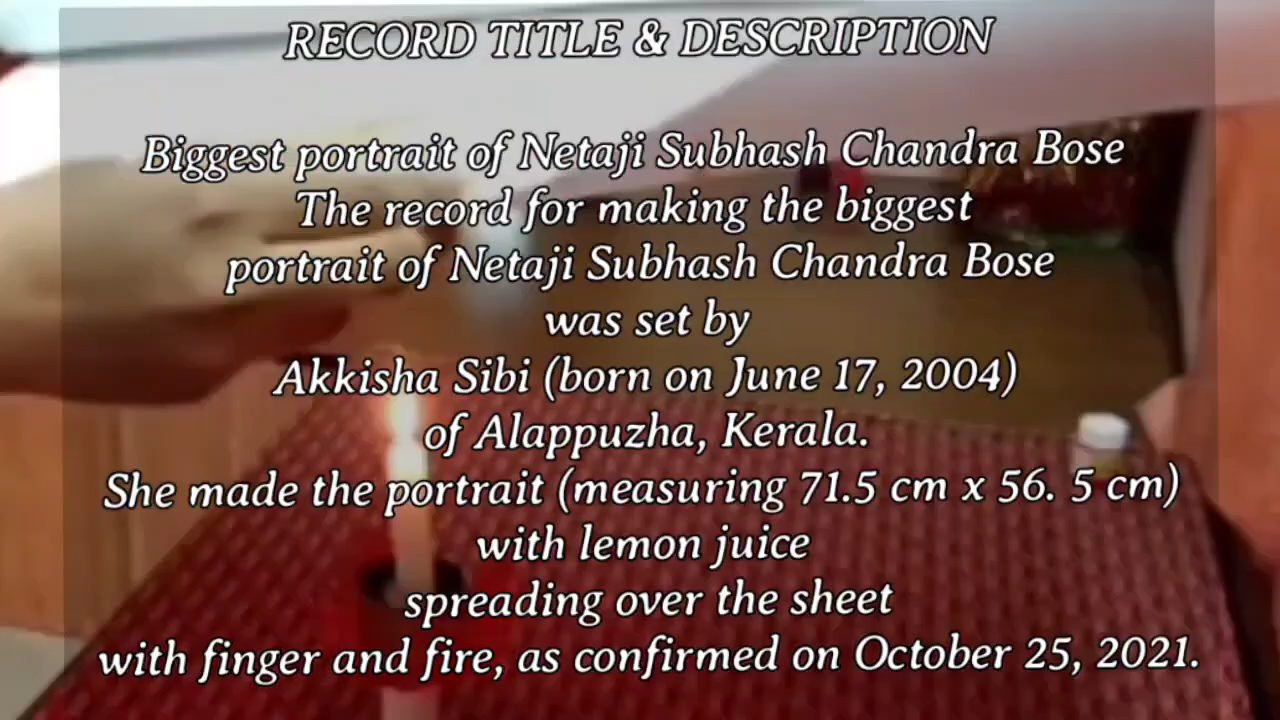 RECORD TITLE & DESCRIPTION
Biggest portrait of Netaji Subhash Chandra Bose
The record for making the biggest
portrait of Netaji Subhash Chandra Bose
was set by
Akkisha Sibi (born on June 17, 2004)
of Alappuzha, Kerala.
She made the portrait (measuring 71.5 cm x 56. 5 cm)
with lemon juice
spreading over the sheet
with finger and fire, as confirmed on October 25, 2021.